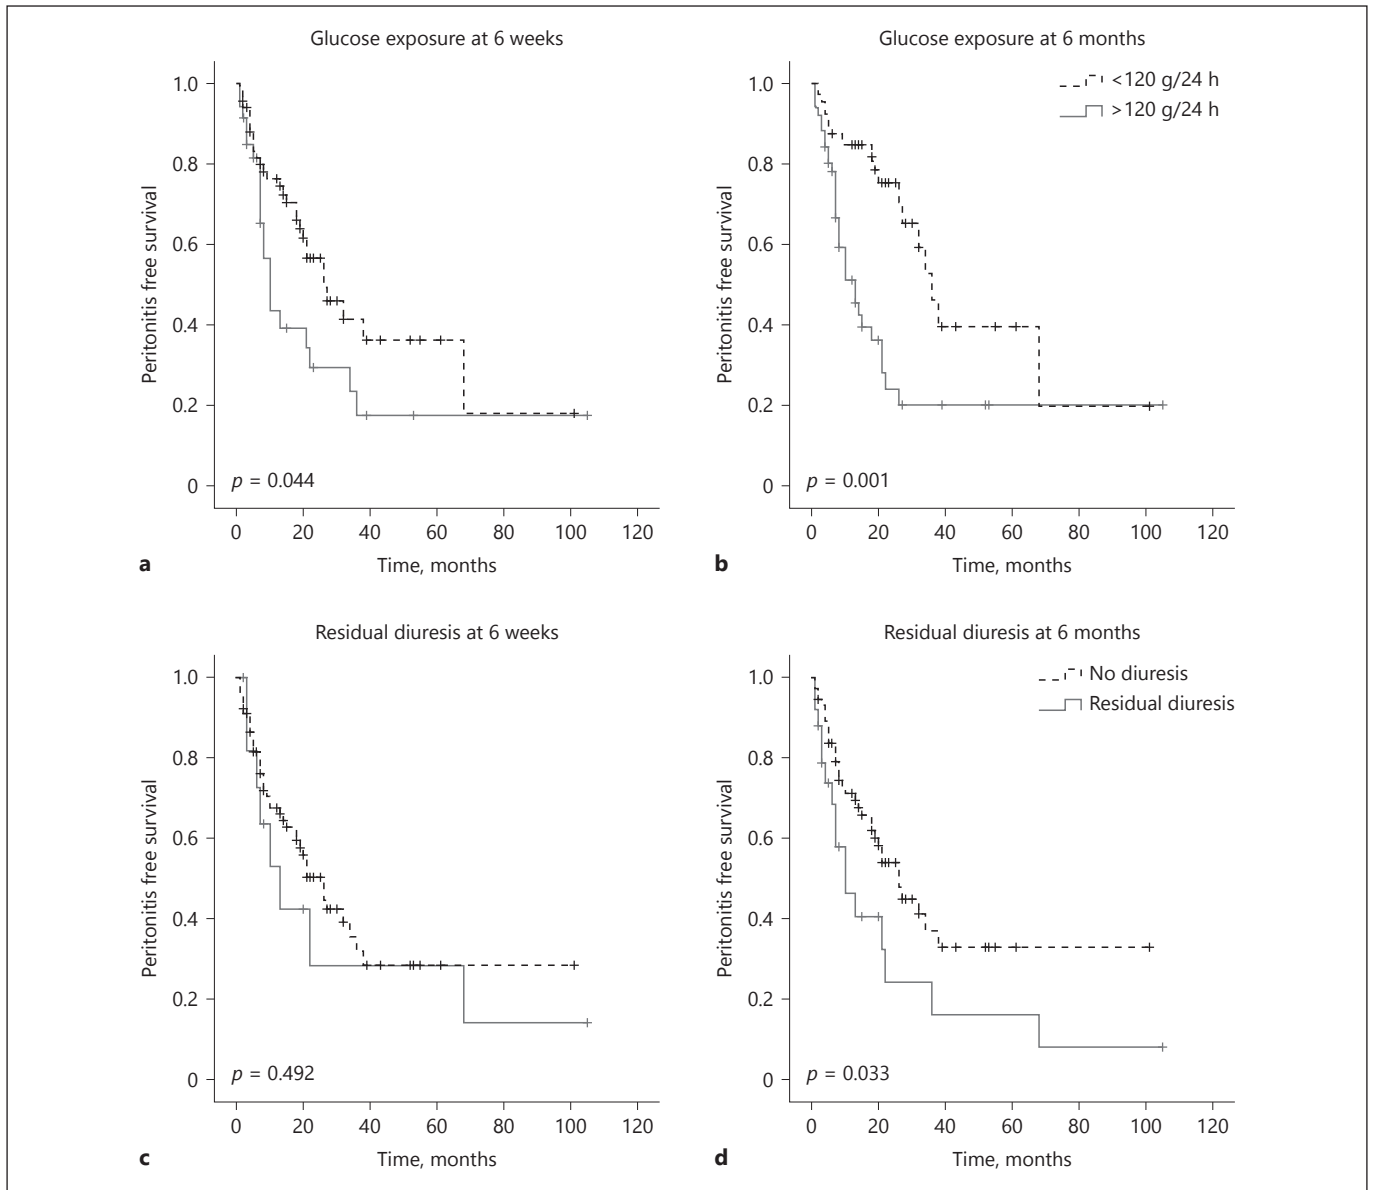 Glucose exposure at 6 weeks
Peritonitis free survival
1.0
0.8
0.6
0.4
0.2
0
p = 0.044
0 20 40 60 80 100 120
Time, months
a
Glucose exposure at 6 months
<120 g/24 h
>120 g/24 h
Peritonitis free survival
1.0
0.8
0.6
0.4
0.2
0
p = 0.001
0 20 40 60 80 100 120
Time, months
b
Residual diuresis at 6 weeks
Peritonitis free survival
1.0
0.8
0.6
0.4
0.2
0
p = 0.492
0 20 40 60 80 100 120
Time, months
c
Residual diuresis at 6 months
No diuresis
Residual diuresis
Peritonitis free survival
1.0
0.8
0.6
0.4
0.2
0
p = 0.033
0 20 40 60 80 100 120
Time, months
d